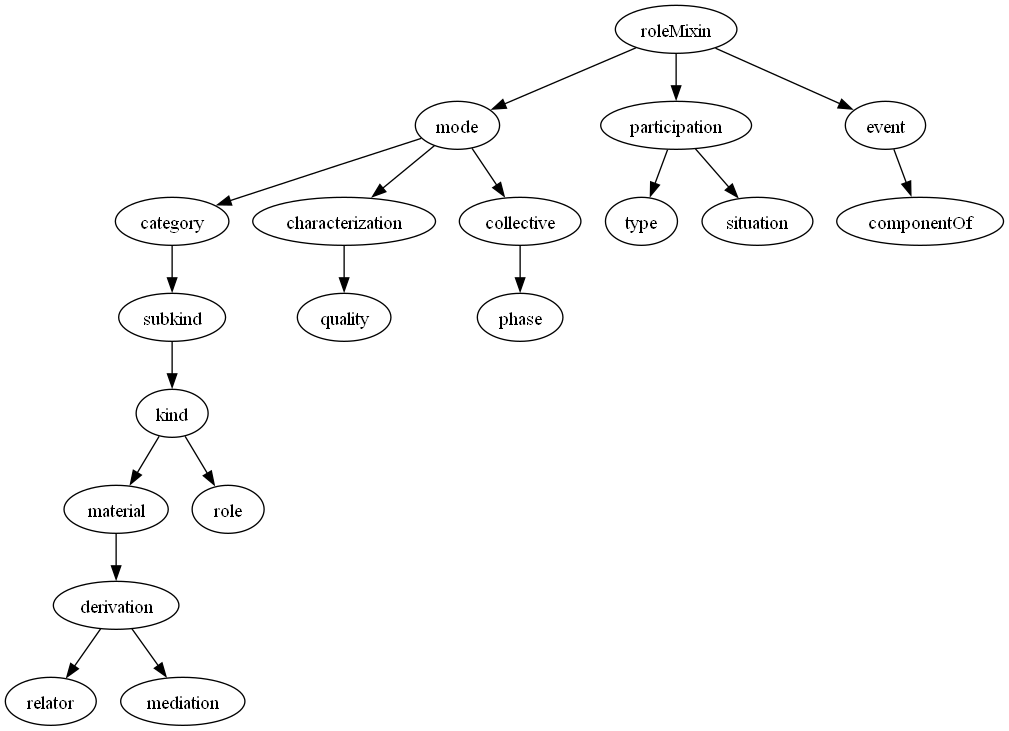 roleMixin
mode
participation
event
category
characterization
collective
type
situation
componentOf
subkind
quality
phase
kind
material
role
derivation
relator
mediation